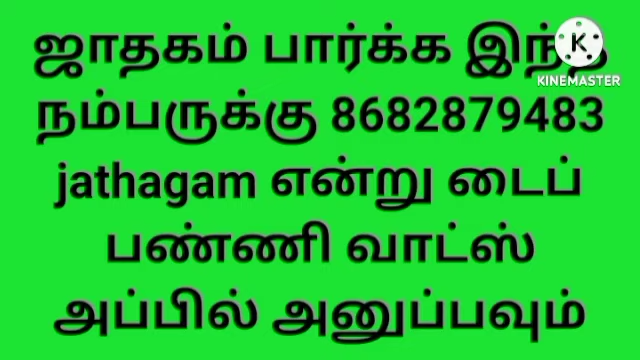 ஜாதகம் பார்க்க இந்த
நம்பருக்கு 8682879483
jathagam என்று டைப்
பண்ணி வாட்ஸ்
அப்பில் அனுப்பவும்
K
KINEMASTER